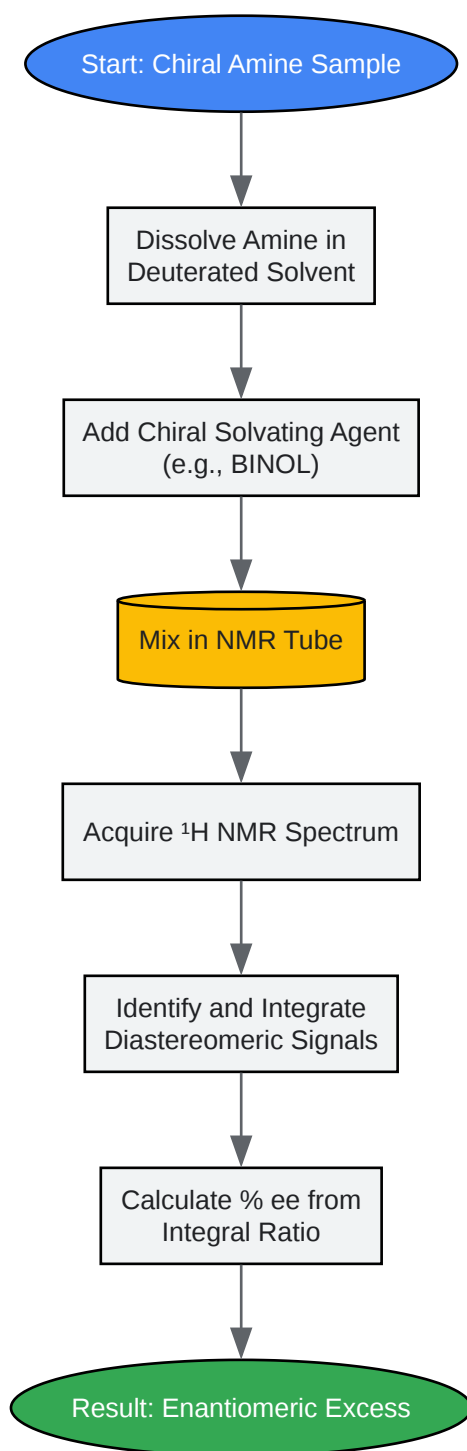 Start: Chiral Amine Sample
Dissolve Amine in
Deuterated Solvent
Add Chiral Solvating Agent
(e.g., BINOL)
Mix in NMR Tube
Acquire ¹H NMR Spectrum
Identify and Integrate
Diastereomeric Signals
Calculate % ee from
Integral Ratio
Result: Enantiomeric Excess